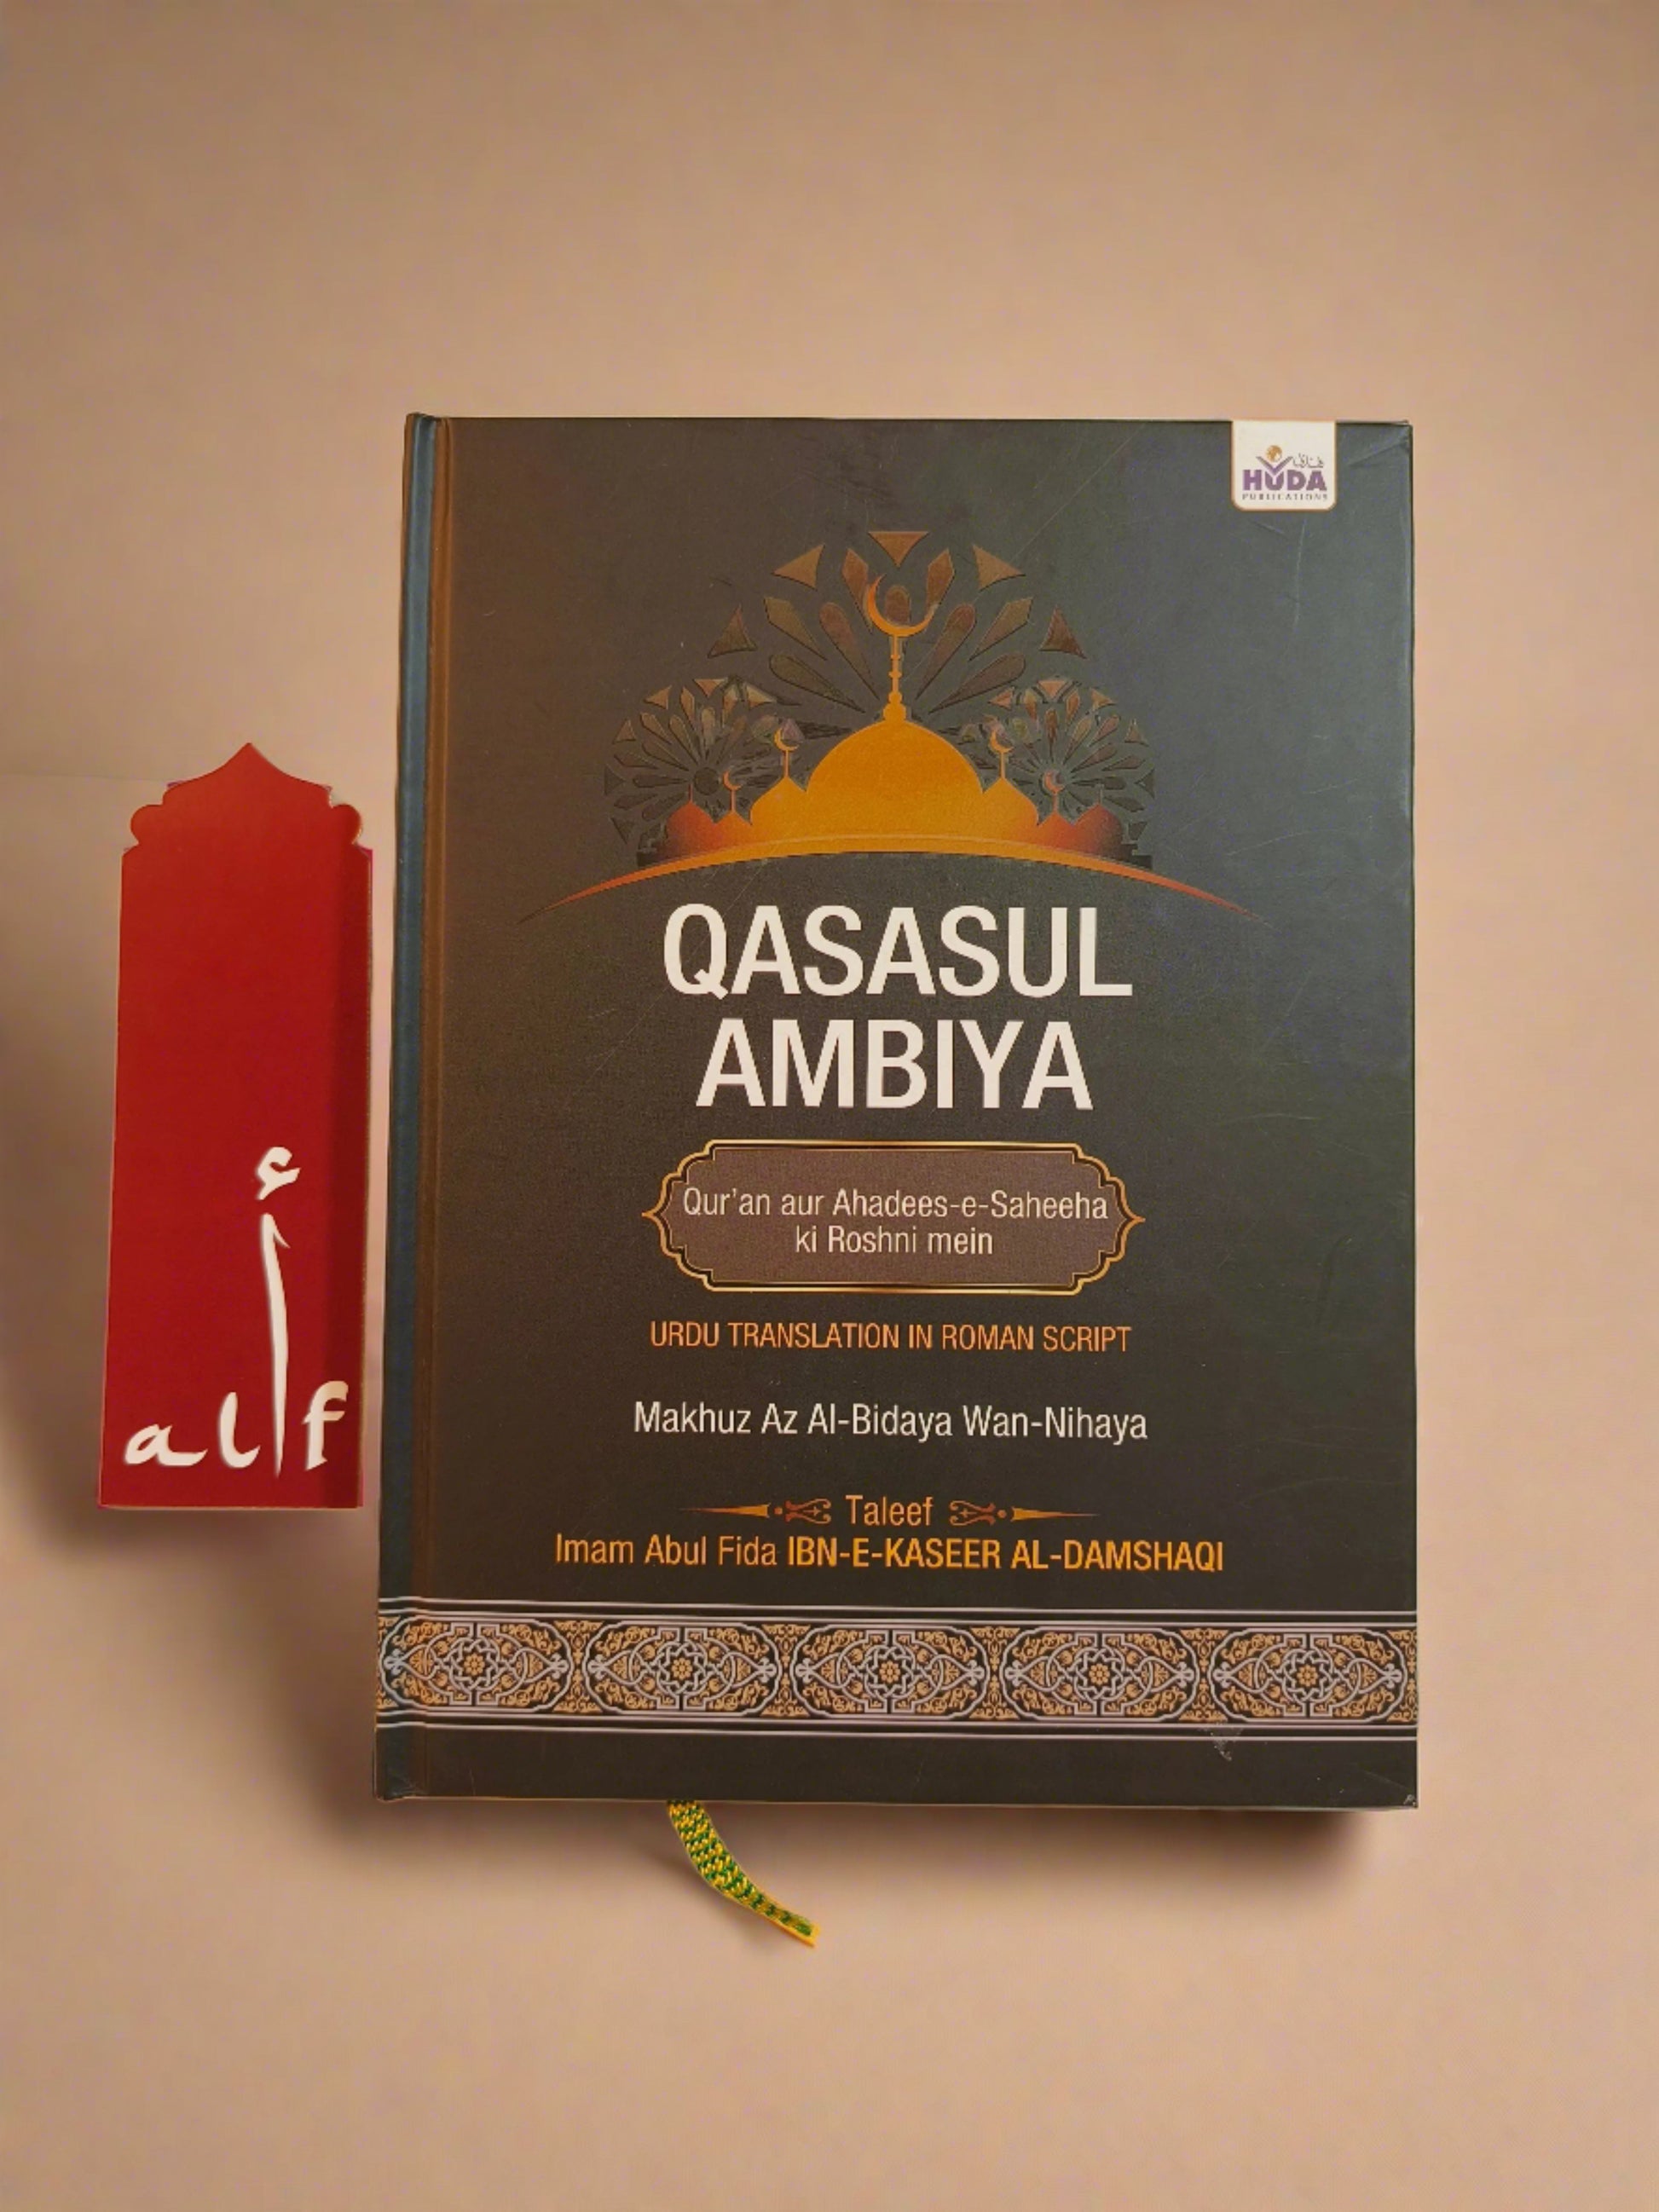 HUDA
PUBLICATIONS
QASASUL
AMBIYA
Qur'an aur Ahadees-e-Saheeha
ki Roshni mein
URDU TRANSLATION IN ROMAN SCRIPT
Makhuz Az Al-Bidaya Wan-Nihaya
Taleef
Imam Abul Fida IBN-E-KASEER AL-DAMSHAQI
أ
alif